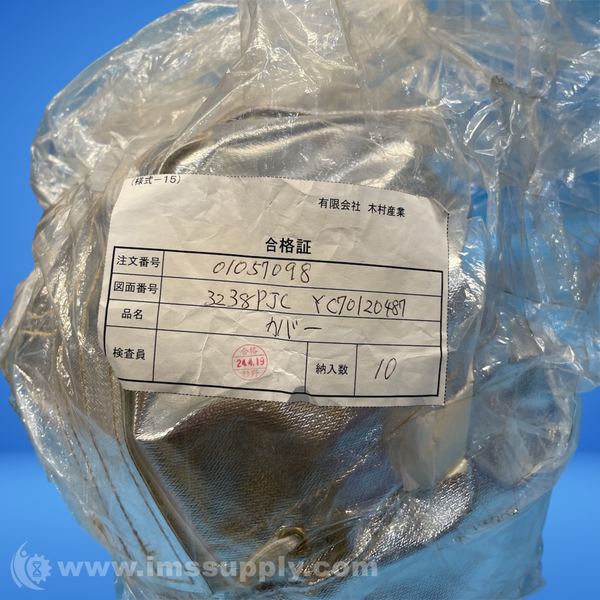 (様式-15)
有限会社 木村産業
合格証
注文番号 01057098
図面番号 3238PJC YC70120487
品名 カバー
検査員 合格 24.4.19 納入数 10
www.imssupply.com